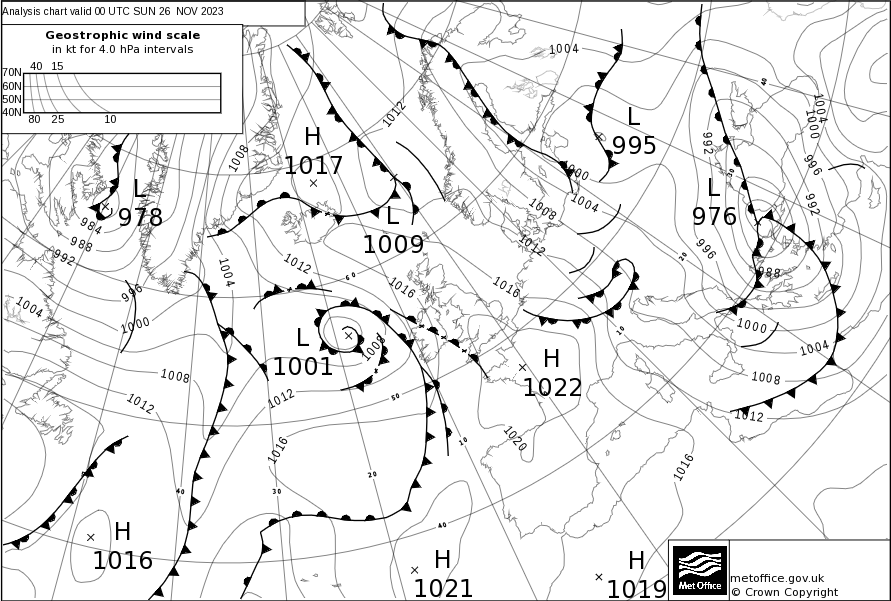 Analysis chart valid 00 UTC SUN 26 NOV 2023
Geostrophic wind scale
in kt for 4.0 hPa intervals
40 15
70N
60N
50N
40N
80 25 10
1004
40
1004
1000
1012
L
995
992
996
H
1017
1008
1000
30
L
978
L
976
992
984
988
992
L
1009
1008
1004
1012
996
20
988
1012
1004
60
1016
1016
996
1004
1000
10
1000
L
1001
1008
1004
H
1022
1008
1008
1012
1012
50
1012
1016
1020
10
1016
20
40
30
40
H
1016
H
1021
H
1019
Met Office
metoffice.gov.uk
© Crown Copyright